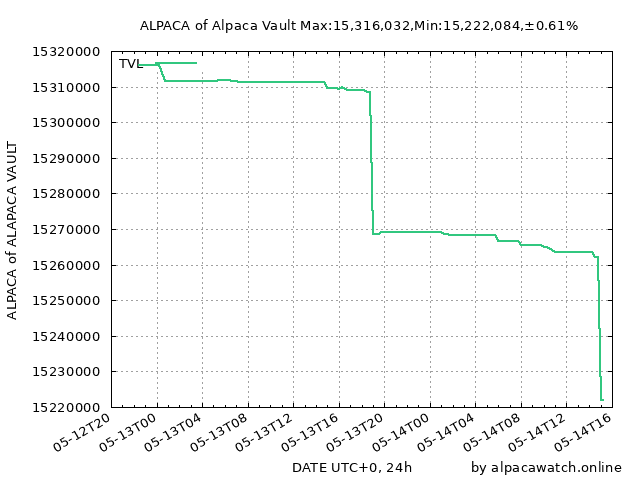 ALPACA of Alpaca Vault Max:15,316,032,Min:15,222,084,±0.61%
ALPACA of ALAPACA VAULT
15320000
15310000
15300000
15290000
15280000
15270000
15260000
15250000
15240000
15230000
15220000
TVL
05-12T20
05-13T00
05-13T04
05-13T08
05-13T12
05-13T16
05-13T20
05-14T00
05-14T04
05-14T08
05-14T12
05-14T16
DATE UTC+0, 24h
by alpacawatch.online